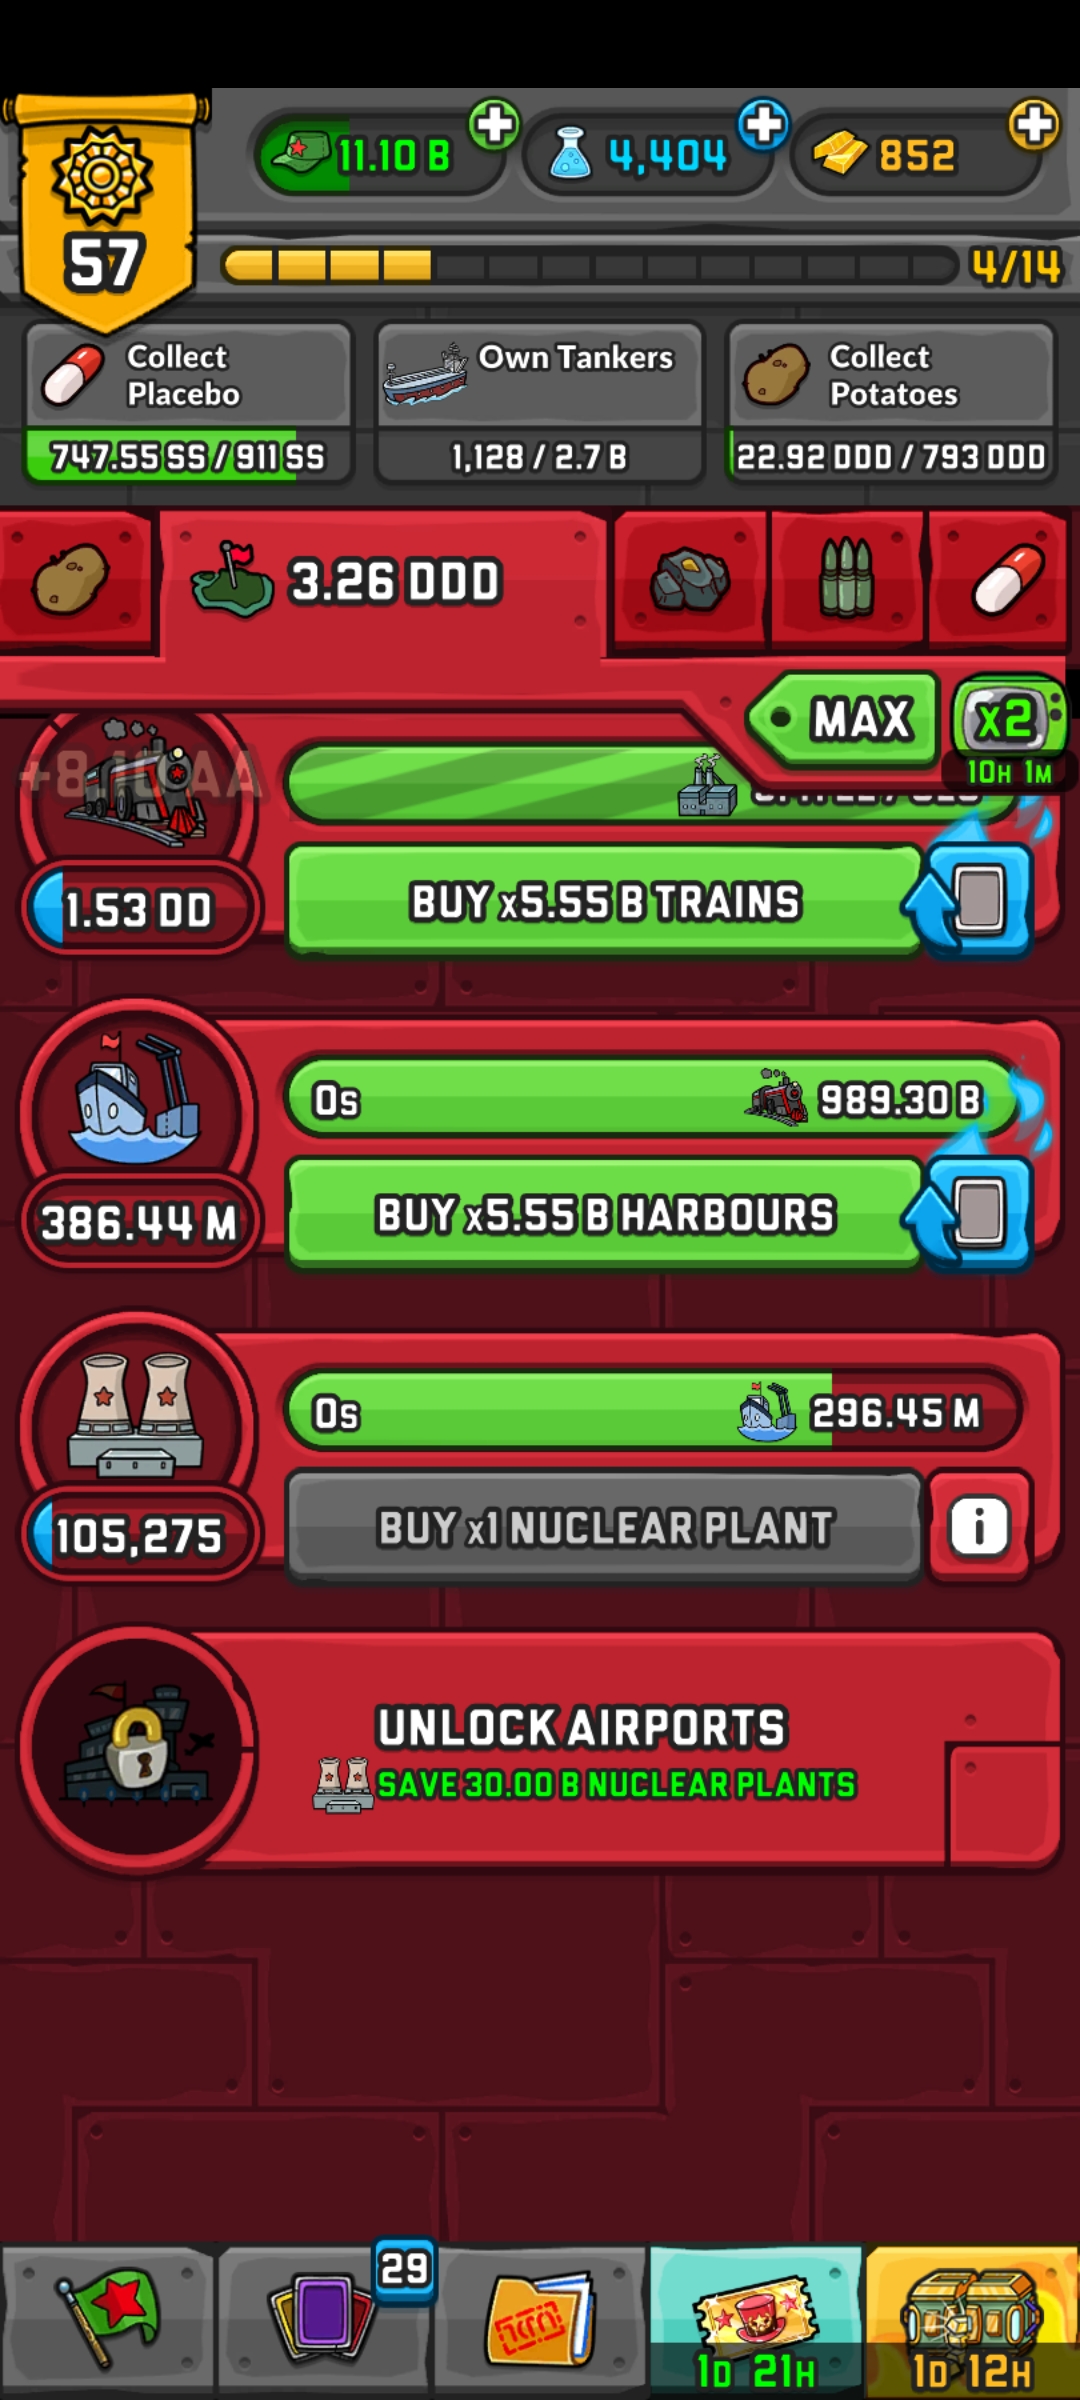 11.10 B
4,404
852
57
4/14
Collect
Placebo
747.55 SS / 911 SS
Own Tankers
1,128 / 2.7 B
Collect
Potatoes
22.92 DDD / 793 DDD
3.26 DDD
MAX
x2
10H 1M
1.53 DD
BUY x5.55 B TRAINS
0s
989.30 B
386.44 M
BUY x5.55 B HARBOURS
0s
296.45 M
105,275
BUY x1 NUCLEAR PLANT
i
UNLOCK AIRPORTS
SAVE 30.00 B NUCLEAR PLANTS
29
1D 21H
1D 12H